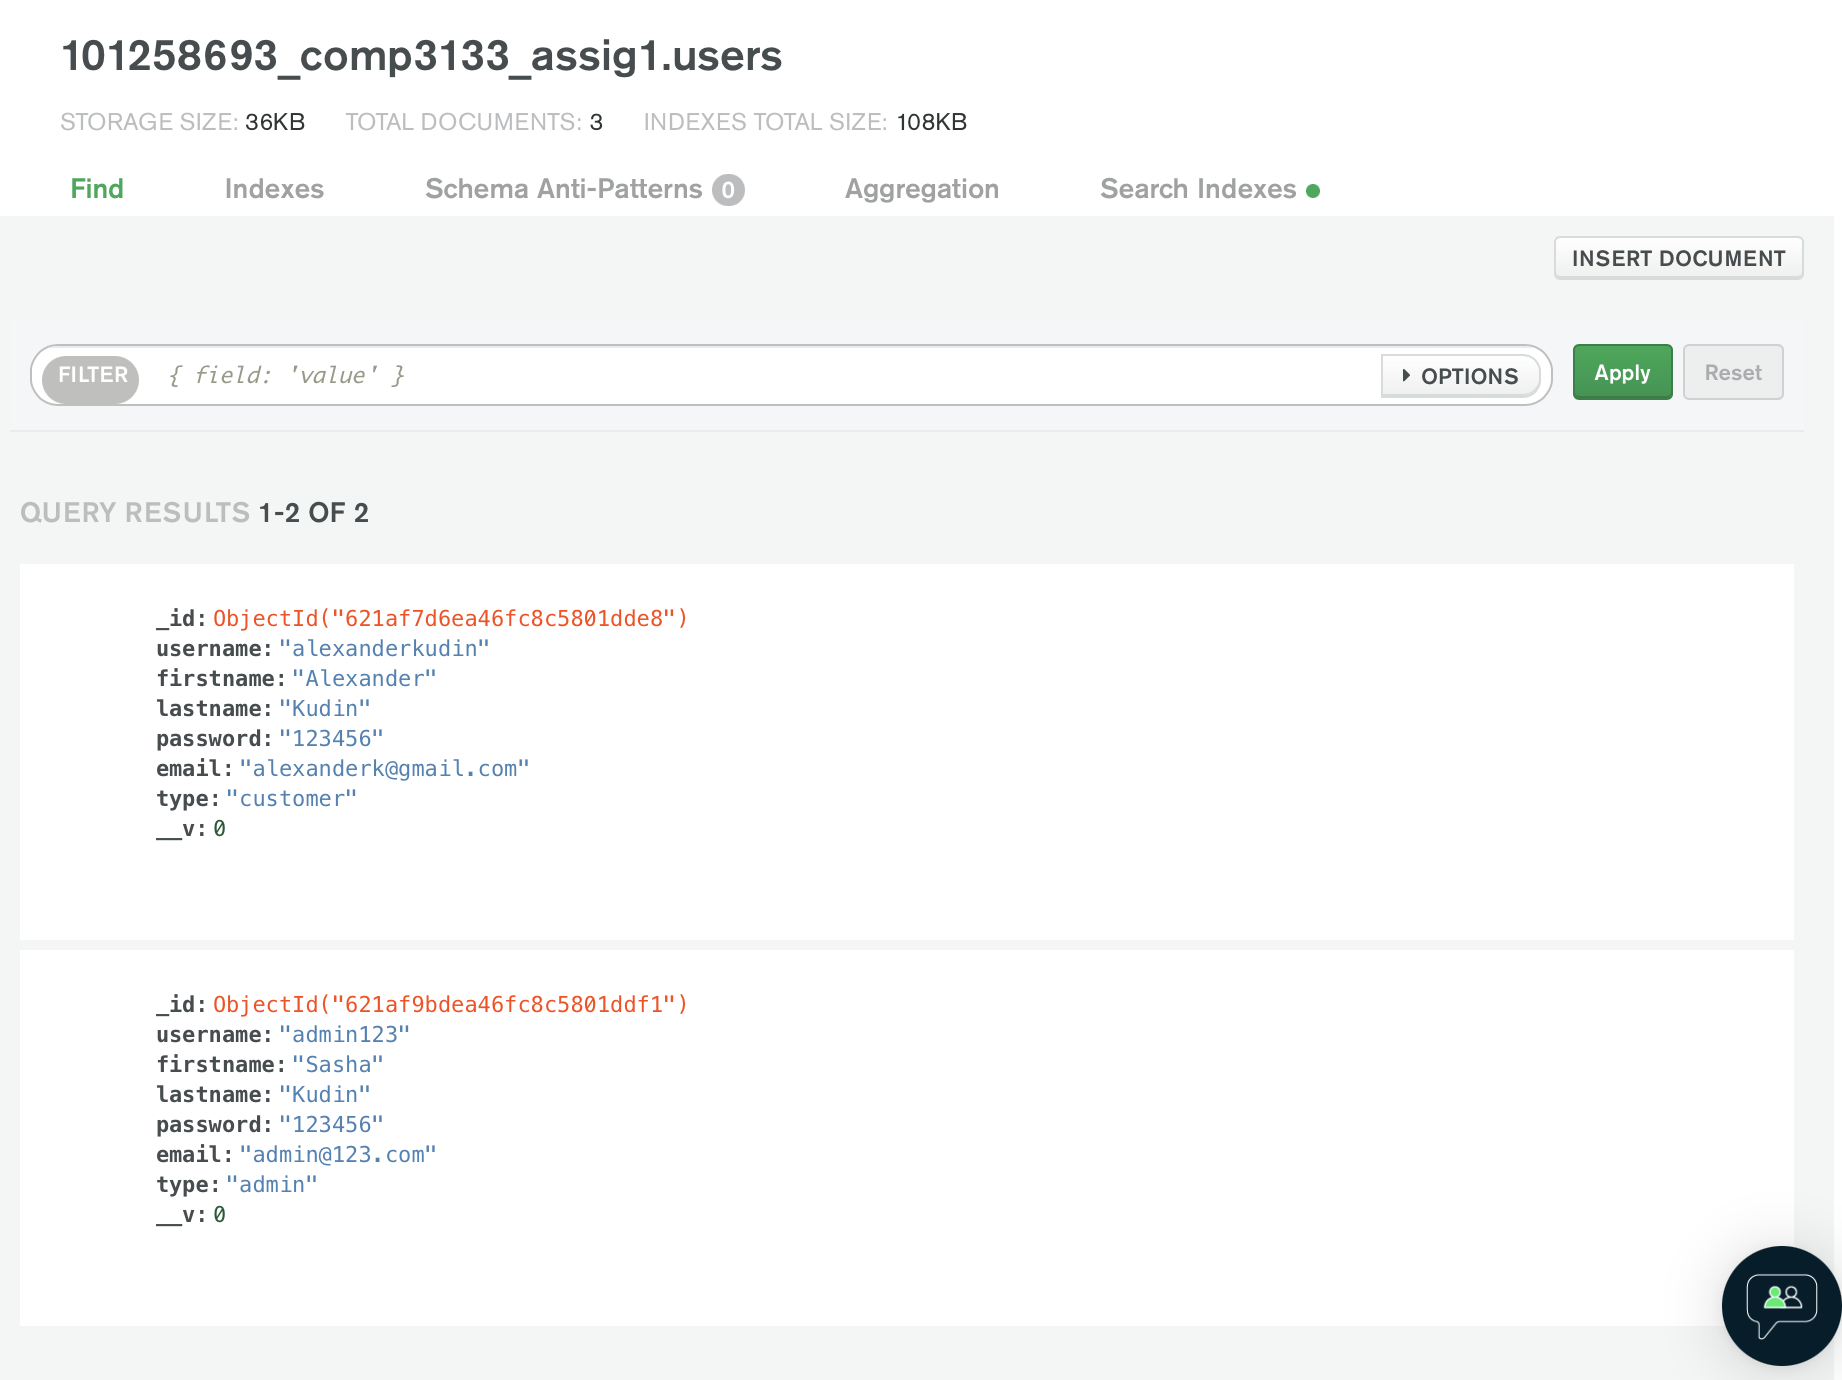 101258693_comp3133_assig1.users
STORAGE SIZE: 36KB TOTAL DOCUMENTS: 3 INDEXES TOTAL SIZE: 108KB
Find Indexes Schema Anti-Patterns 0 Aggregation Search Indexes
INSERT DOCUMENT
FILTER { field: 'value' } OPTIONS Apply Reset
QUERY RESULTS 1-2 OF 2
_id: ObjectId("621af7d6ea46fc8c5801dde8")
username: "alexanderkudin"
firstname: "Alexander"
lastname: "Kudin"
password: "123456"
email: "alexanderk@gmail.com"
type: "customer"
__v: 0
_id: ObjectId("621af9bdea46fc8c5801ddf1")
username: "admin123"
firstname: "Sasha"
lastname: "Kudin"
password: "123456"
email: "admin@123.com"
type: "admin"
__v: 0